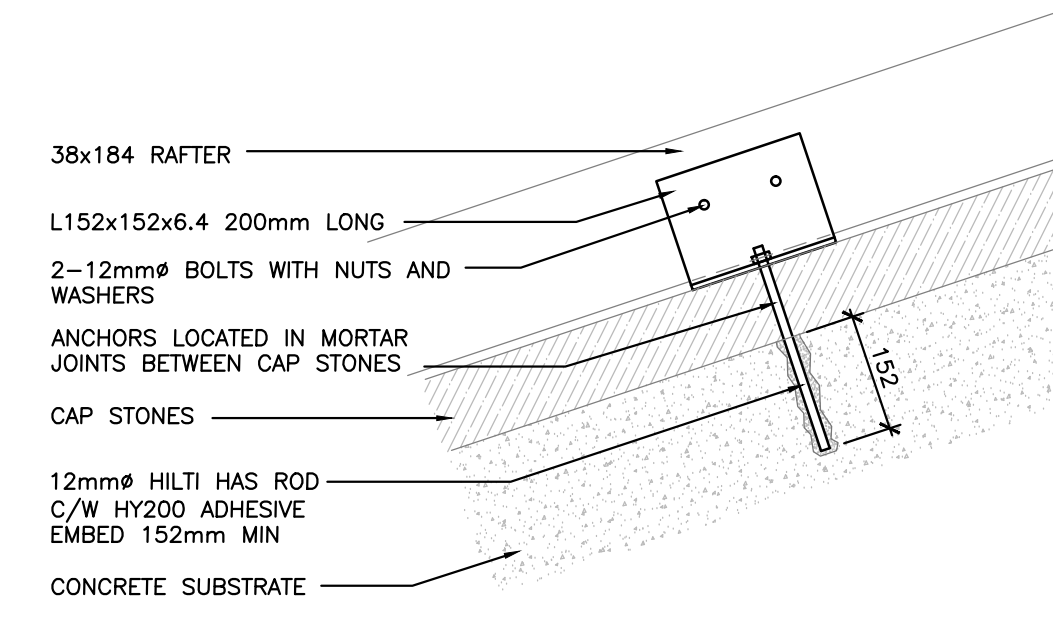 38x184 RAFTER
L152x152x6.4 200mm LONG
2-12mmø BOLTS WITH NUTS AND
WASHERS
ANCHORS LOCATED IN MORTAR
JOINTS BETWEEN CAP STONES
152
CAP STONES
12mmø HILTI HAS ROD
C/W HY200 ADHESIVE
EMBED 152mm MIN
CONCRETE SUBSTRATE